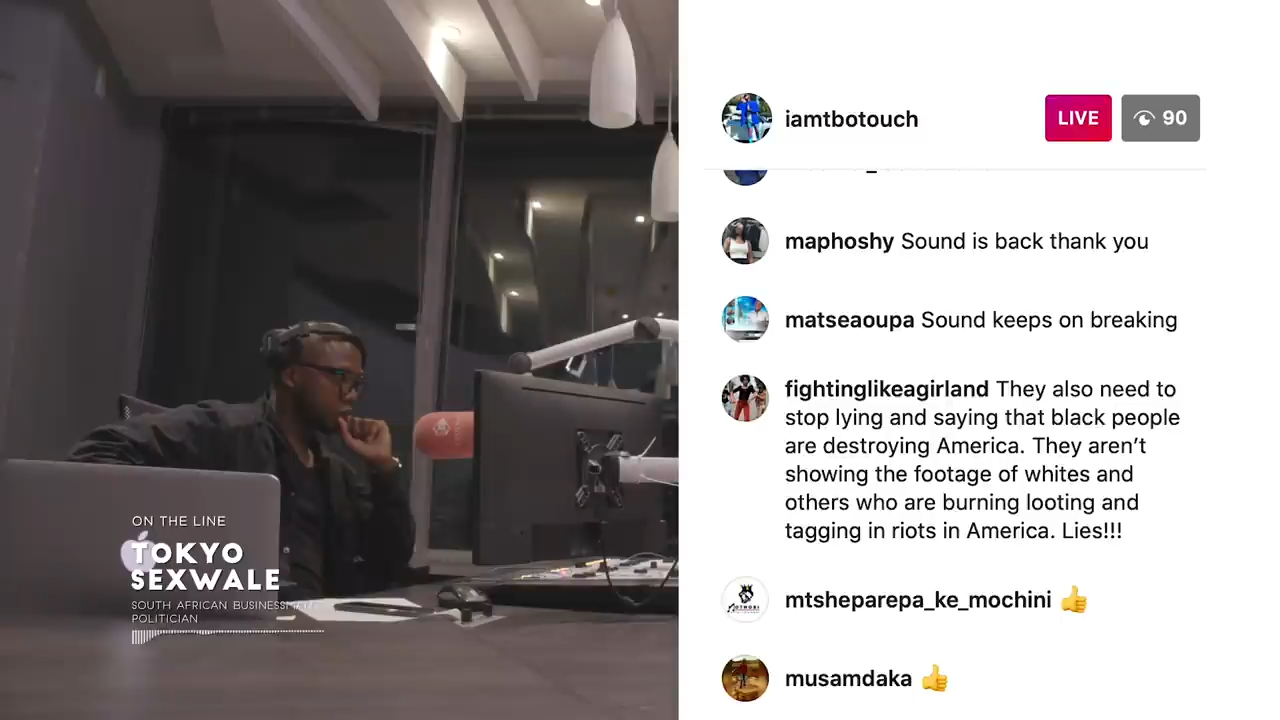 ON THE LINE
TOKYO
SEXWALE
SOUTH AFRICAN BUSINESSMAN
POLITICIAN
iamtbotouch
LIVE
90
maphoshy Sound is back thank you
matseaoupa Sound keeps on breaking
fightinglikeagirland They also need to
stop lying and saying that black people
are destroying America. They aren't
showing the footage of whites and
others who are burning looting and
tagging in riots in America. Lies!!!
mtsheparepa_ke_mochini 👍
musamdaka 👍